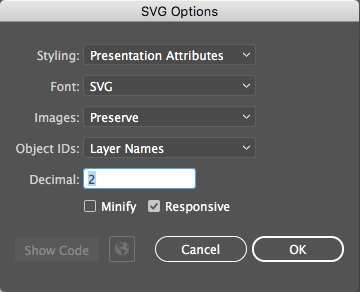 SVG Options
Styling: Presentation Attributes
Font: SVG
Images: Preserve
Object IDs: Layer Names
Decimal: 2
Minify Responsive
Show Code Cancel OK